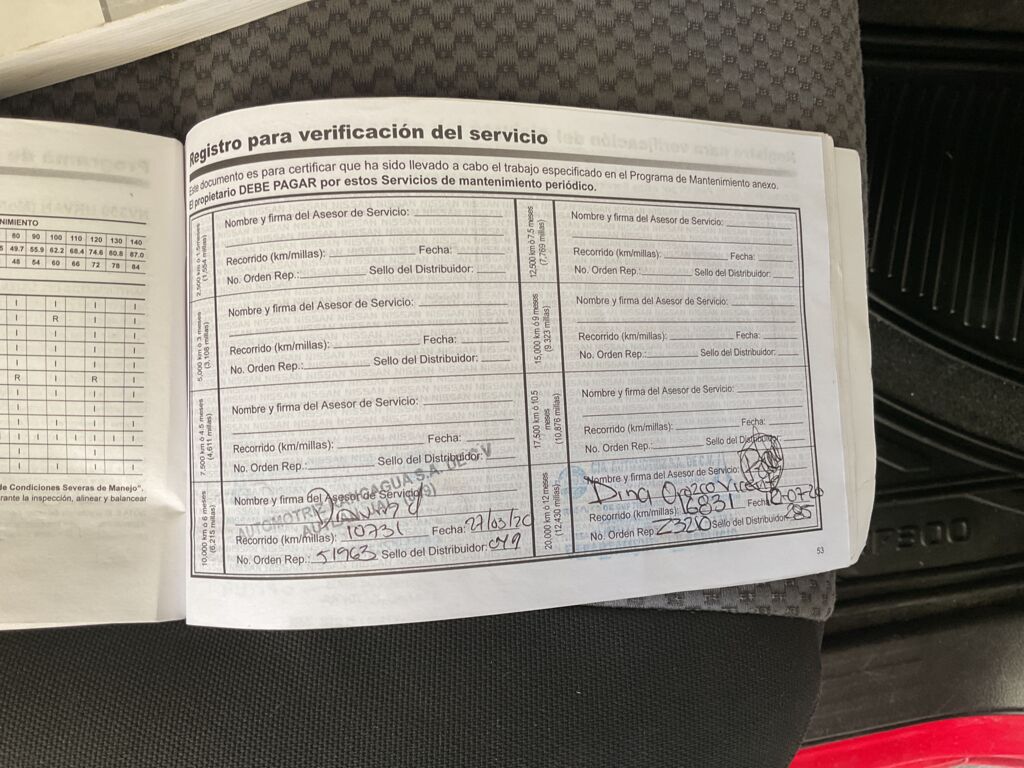 Registro para verificación del servicio
Este documento es para certificar que ha sido llevado a cabo el trabajo especificado en el Programa de Mantenimiento anexo.
El propietario DEBE PAGAR por estos Servicios de mantenimiento periódico.
2,500 km ó 1.5 meses
(1,554 millas)
Nombre y firma del Asesor de Servicio:
Recorrido (km/millas): Fecha:
No. Orden Rep.: Sello del Distribuidor:
5,000 km ó 3 meses
(3,108 millas)
Nombre y firma del Asesor de Servicio:
Recorrido (km/millas): Fecha:
No. Orden Rep.: Sello del Distribuidor:
7,500 km ó 4.5 meses
(4,611 millas)
Nombre y firma del Asesor de Servicio:
Recorrido (km/millas): Fecha:
No. Orden Rep.: Sello del Distribuidor:
10,000 km ó 6 meses
(6,215 millas)
Nombre y firma del Asesor de Servicio:
Recorrido (km/millas): 10731 Fecha: 27/03/20
No. Orden Rep.: 51963 Sello del Distribuidor: 049
12,500 km ó 7.5 meses
(7,769 millas)
Nombre y firma del Asesor de Servicio:
Recorrido (km/millas): Fecha:
No. Orden Rep.: Sello del Distribuidor:
15,000 km ó 9 meses
(9,323 millas)
Nombre y firma del Asesor de Servicio:
Recorrido (km/millas): Fecha:
No. Orden Rep.: Sello del Distribuidor:
17,500 km ó 10.5
meses
(10,876 millas)
Nombre y firma del Asesor de Servicio:
Recorrido (km/millas): Fecha:
No. Orden Rep.: Sello del Distribuidor:
20,000 km ó 12 meses
(12,430 millas)
Nombre y firma del Asesor de Servicio:
Dina Orozco
Recorrido (km/millas): 16831 Fecha:
No. Orden Rep. Sello del Distribuidor: 285
53
NIMIENTO
80 90 100 110 120 130 140
49.7 55.9 62.2 68.4 74.6 80.8 87.0
48 54 60 66 72 78 84
de Condiciones Severas de Manejo".
rante la inspección, alinear y balancear